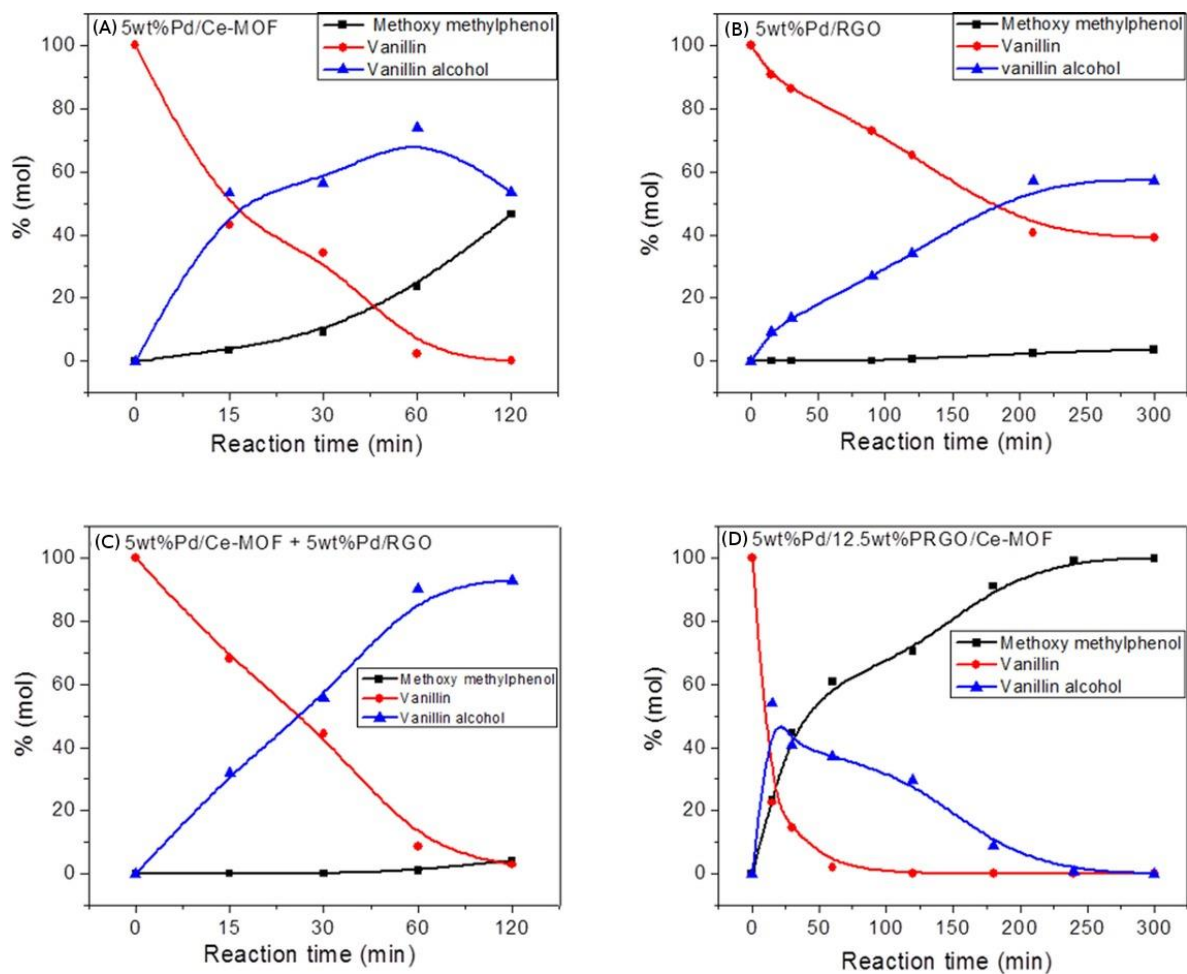 (A) 5wt%Pd/Ce-MOF
Methoxy methylphenol
Vanillin
Vanillin alcohol
100
80
60
40
20
0
% (mol)
0 15 30 60 120
Reaction time (min)
(B) 5wt%Pd/RGO
Methoxy methylphenol
Vanillin
vanillin alcohol
100
80
60
40
20
0
% (mol)
0 50 100 150 200 250 300
Reaction time (min)
(C) 5wt%Pd/Ce-MOF + 5wt%Pd/RGO
100
80
60
40
20
0
% (mol)
Methoxy methylphenol
Vanillin
Vanillin alcohol
0 15 30 60 120
Reaction time (min)
(D) 5wt%Pd/12.5wt%PRGO/Ce-MOF
100
80
60
40
20
0
% (mol)
Methoxy methylphenol
Vanillin
Vanillin alcohol
0 50 100 150 200 250 300
Reaction time (min)